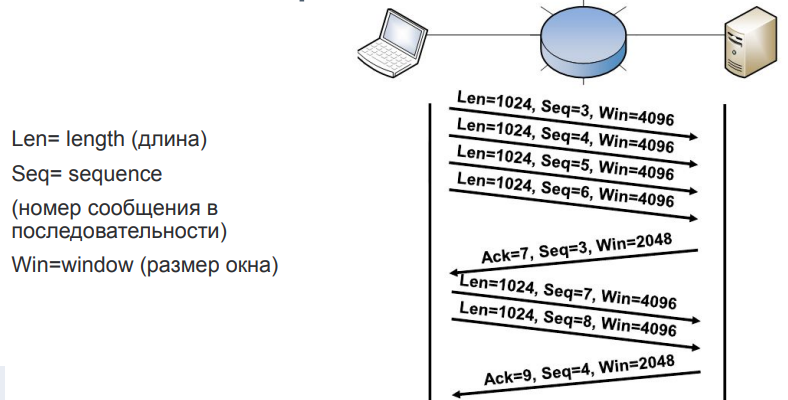 Len=1024, Seq=3, Win=4096
Len=1024, Seq=4, Win=4096
Len= length (длина)
Len=1024, Seq=5, Win=4096
Seq= sequence
Len=1024, Seq=6, Win=4096
(номер сообщения в
последовательности)
Ack=7, Seq=3, Win=2048
Win=window (размер окна)
Len=1024, Seq=7, Win=4096
Len=1024, Seq=8, Win=4096
Ack=9, Seq=4, Win=2048